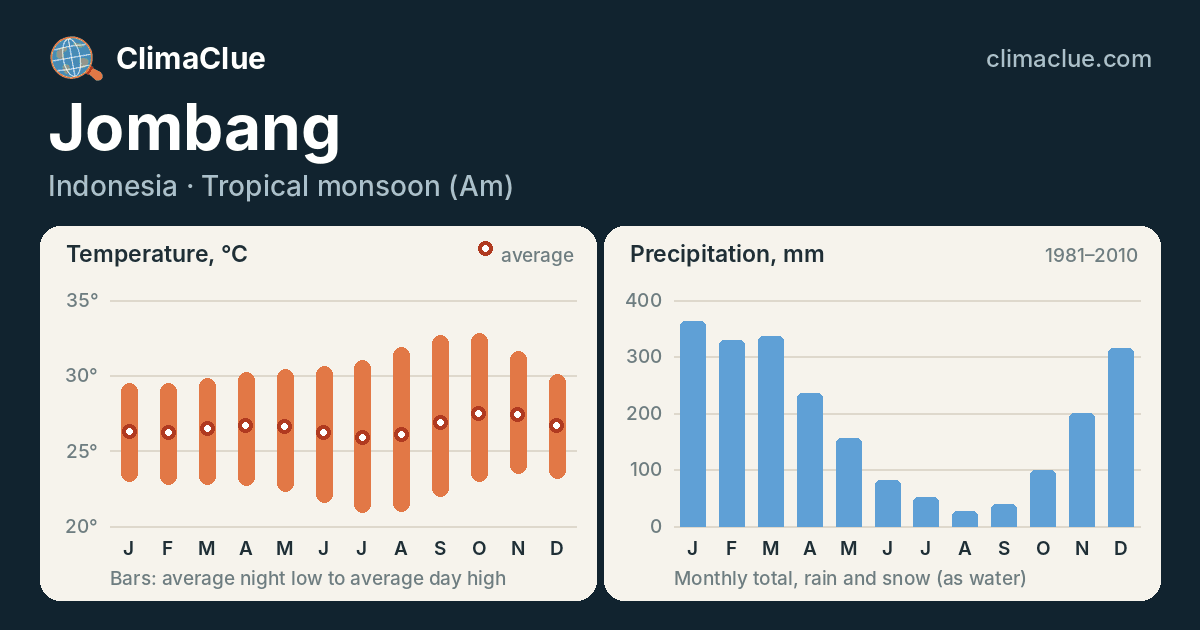 ClimaClue
climaclue.com
Jombang
Indonesia · Tropical monsoon (Am)
Temperature, °C
average
35°
30°
25°
20°
J F M A M J J A S O N D
Bars: average night low to average day high
Precipitation, mm
1981–2010
400
300
200
100
0
J F M A M J J A S O N D
Monthly total, rain and snow (as water)